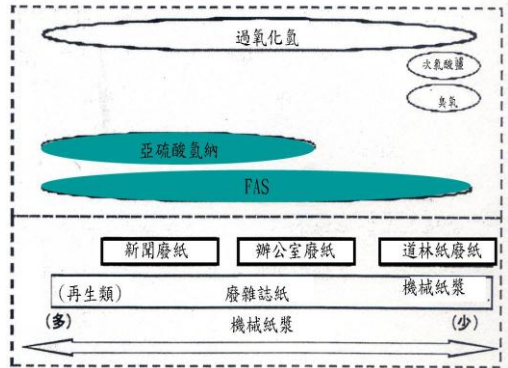 過氧化氫
次氯酸鹽
臭氧
亞硫酸氫納
FAS
新聞廢紙
辦公室廢紙
道林紙廢紙
(再生類)
廢雜誌紙
機械紙漿
(多)
機械紙漿
(少)